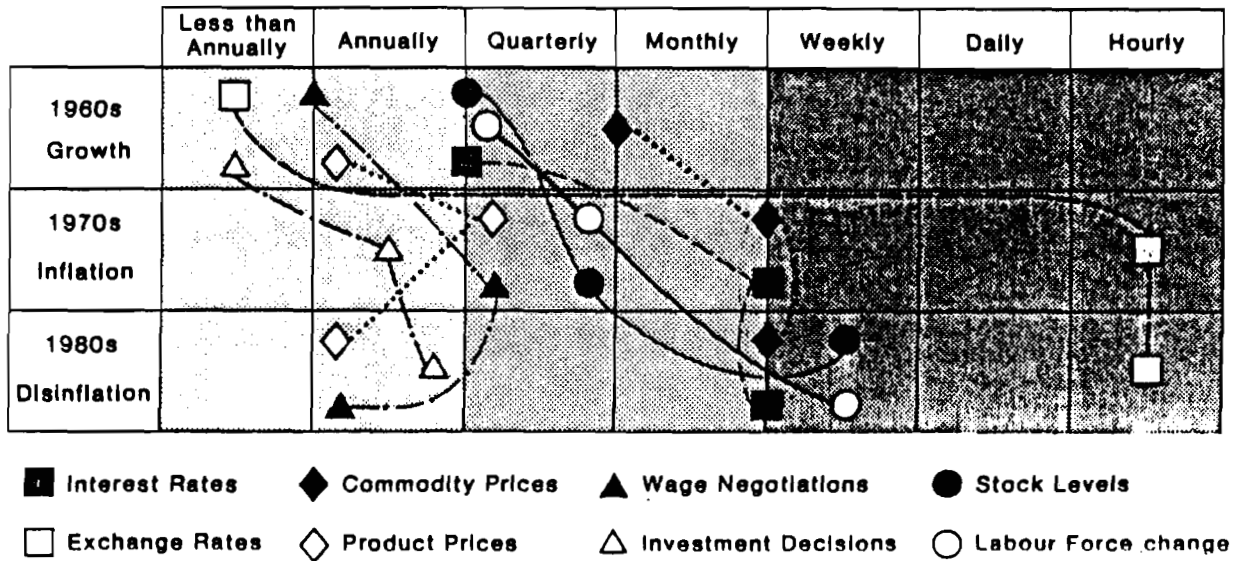 Less than
Annually
Annually
Quarterly
Monthly
Weekly
Daily
Hourly
1960s
Growth
1970s
Inflation
1980s
Disinflation
Interest Rates
Commodity Prices
Wage Negotiations
Stock Levels
Exchange Rates
Product Prices
Investment Decisions
Labour Force change